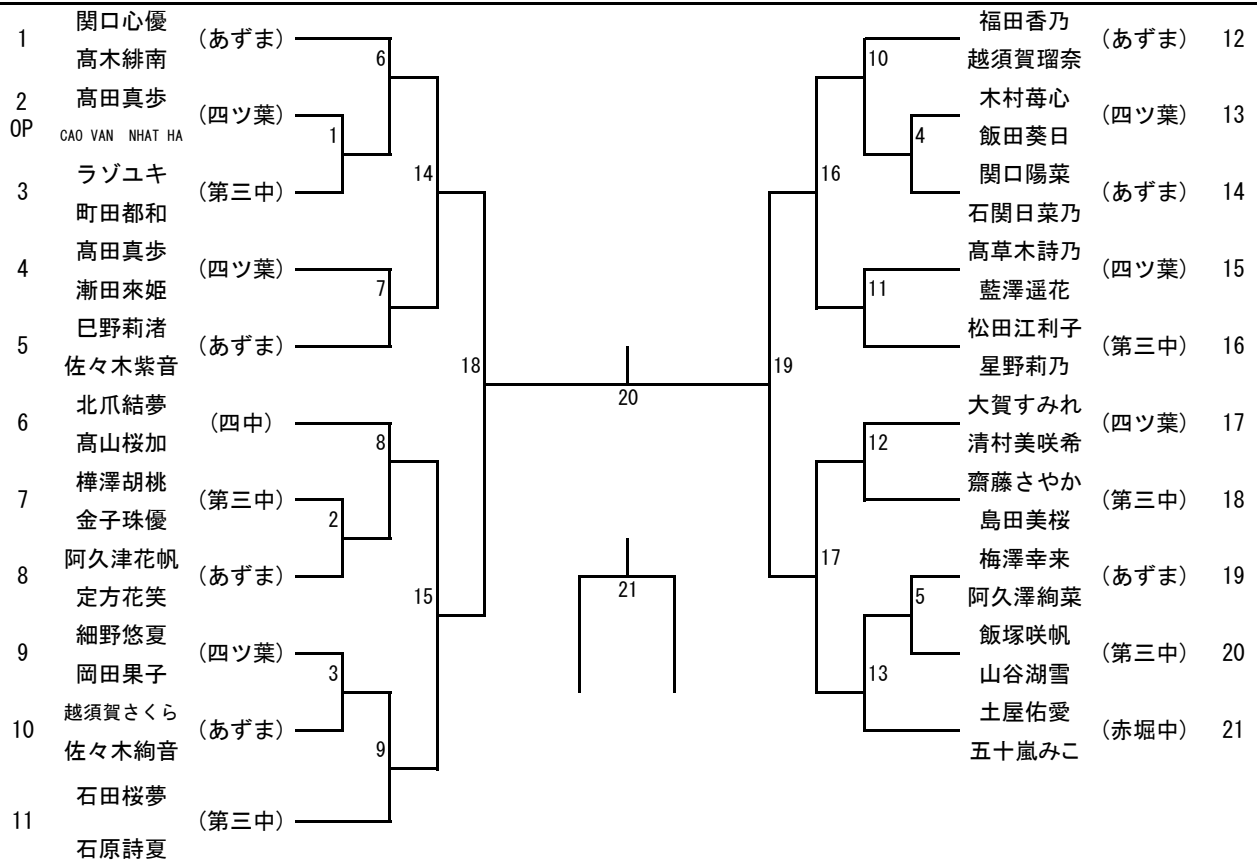 関口心優
1 (あずま)
髙木緋南
6
2 髙田真歩
OP (四ツ葉)
CAO VAN NHAT HA
1
ラゾユキ
3 (第三中)
町田都和
14
髙田真歩
4 (四ツ葉)
漸田來姫
7
巳野莉渚
5 (あずま)
佐々木紫音
18
北爪結夢
6 (四中)
髙山桜加
8
樺澤胡桃
7 (第三中)
金子珠優
2
阿久津花帆
8 (あずま)
定方花笑
15
細野悠夏
9 (四ツ葉)
岡田果子
3
越須賀さくら
10 (あずま)
佐々木絢音
9
石田桜夢
11 (第三中)
石原詩夏
20
21
福田香乃
(あずま) 12
越須賀瑠奈
10
木村苺心
(四ツ葉) 13
飯田葵日
4
関口陽菜
(あずま) 14
石関日菜乃
16
髙草木詩乃
(四ツ葉) 15
藍澤遥花
11
松田江利子
(第三中) 16
星野莉乃
19
大賀すみれ
(四ツ葉) 17
清村美咲希
12
齋藤さやか
(第三中) 18
島田美桜
17
梅澤幸来
(あずま) 19
阿久澤絢菜
5
飯塚咲帆
(第三中) 20
山谷湖雪
13
土屋佑愛
(赤堀中) 21
五十嵐みこ